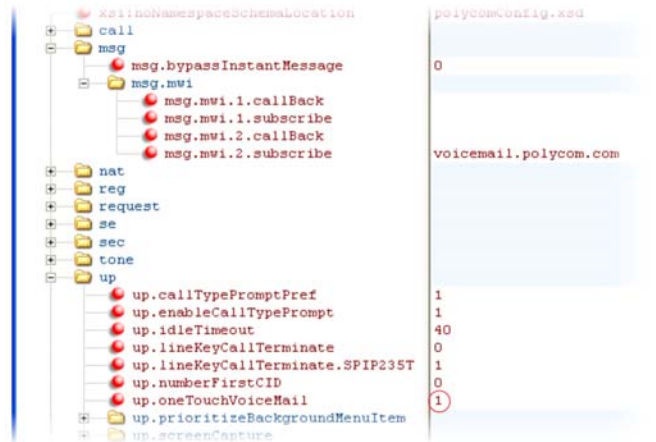 xsi:noNamespaceSchemaLocation polycomConfig.xsd
call
msg
msg.bypassInstantMessage 0
msg.mwi
msg.mwi.1.callBack
msg.mwi.1.subscribe
msg.mwi.2.callBack
msg.mwi.2.subscribe voicemail.polycom.com
nat
reg
request
se
sec
tone
up
up.callTypePromptPref 1
up.enableCallTypePrompt 1
up.idleTimeout 40
up.lineKeyCallTerminate 0
up.lineKeyCallTerminate.SPIP235T 1
up.numberFirstCID 0
up.oneTouchVoiceMail 1
up.prioritizeBackgroundMenuItem
up.screenCapture